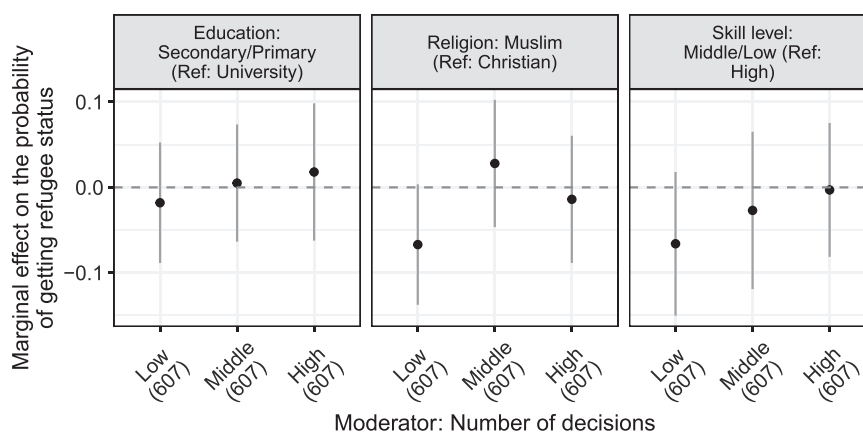 Education:
Secondary/Primary
(Ref: University)
Religion: Muslim
(Ref: Christian)
Skill level:
Middle/Low (Ref:
High)
Marginal effect on the probability
of getting refugee status
0.1
0.0
−0.1
Low
(607)
Middle
(607)
High
(607)
Low
(607)
Middle
(607)
High
(607)
Low
(607)
Middle
(607)
High
(607)
Moderator: Number of decisions